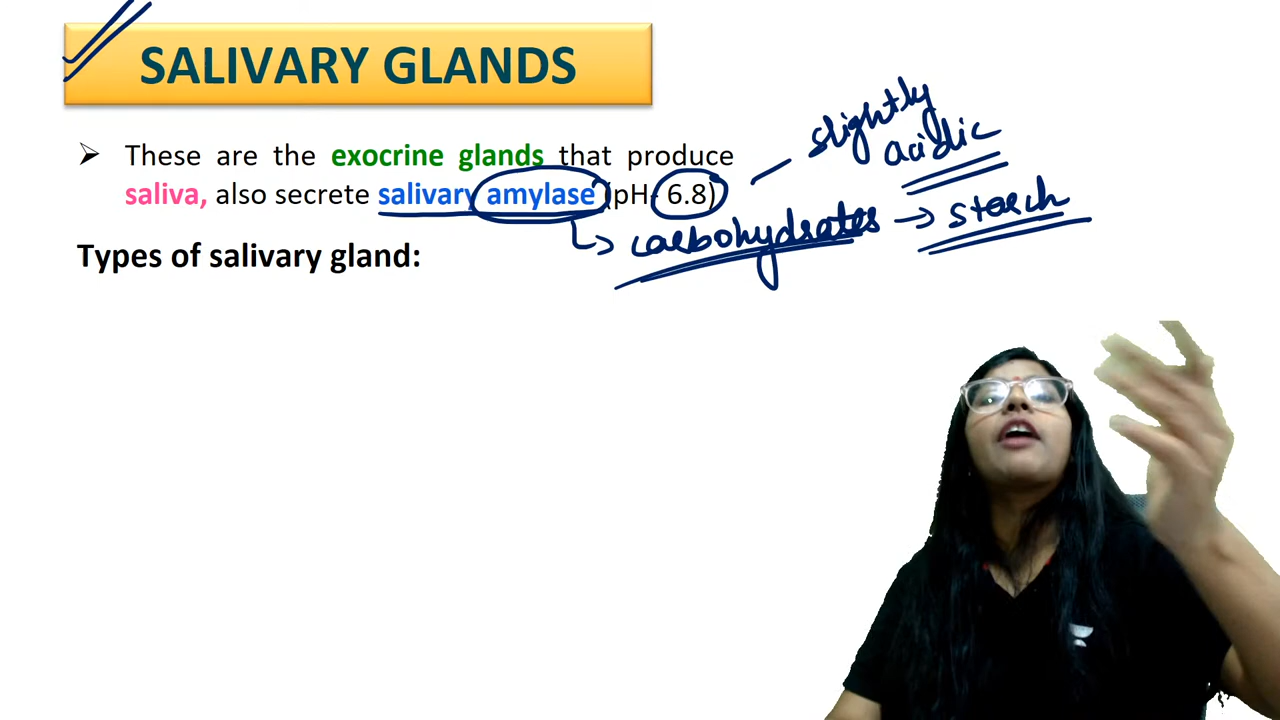 SALIVARY GLANDS
➢ These are the exocrine glands that produce
saliva, also secrete salivary amylase (pH- 6.8)
slightly
acidic
carbohydrates → starch
Types of salivary gland: